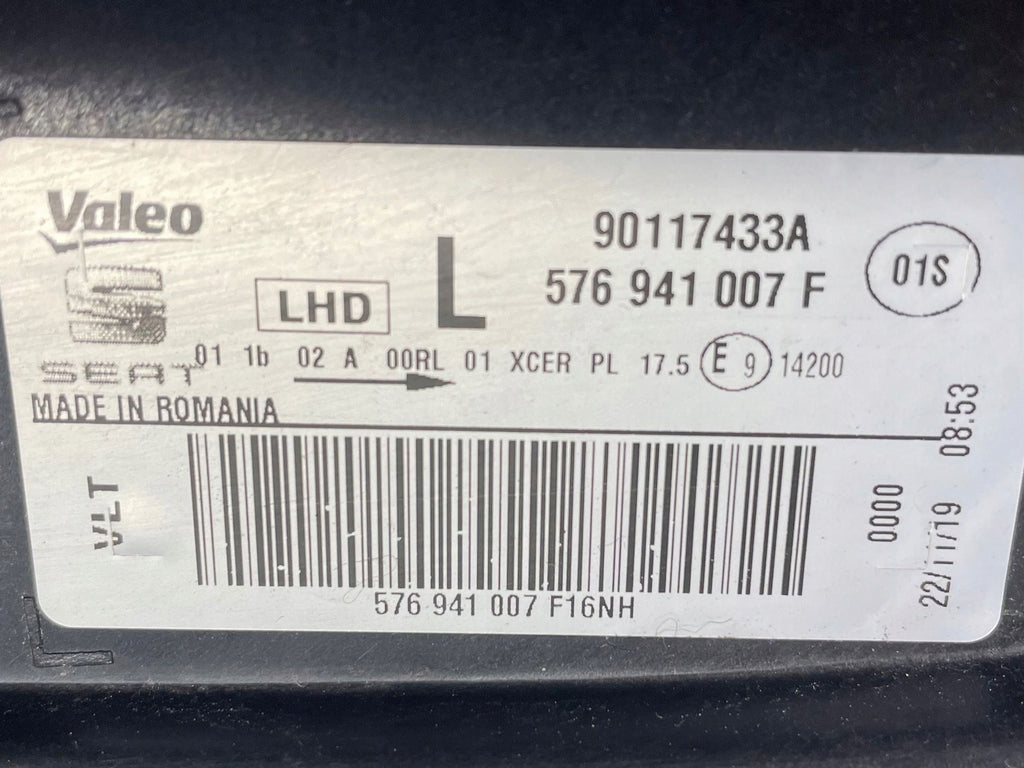 Valeo
90117433A
L
LHD
576 941 007 F
01S
SEAT
01 1b 02 A 00RL 01 XCER PL 17.5 E 9 14200
MADE IN ROMANIA
VLT
0000
22/11/19 08:53
576 941 007 F16NH